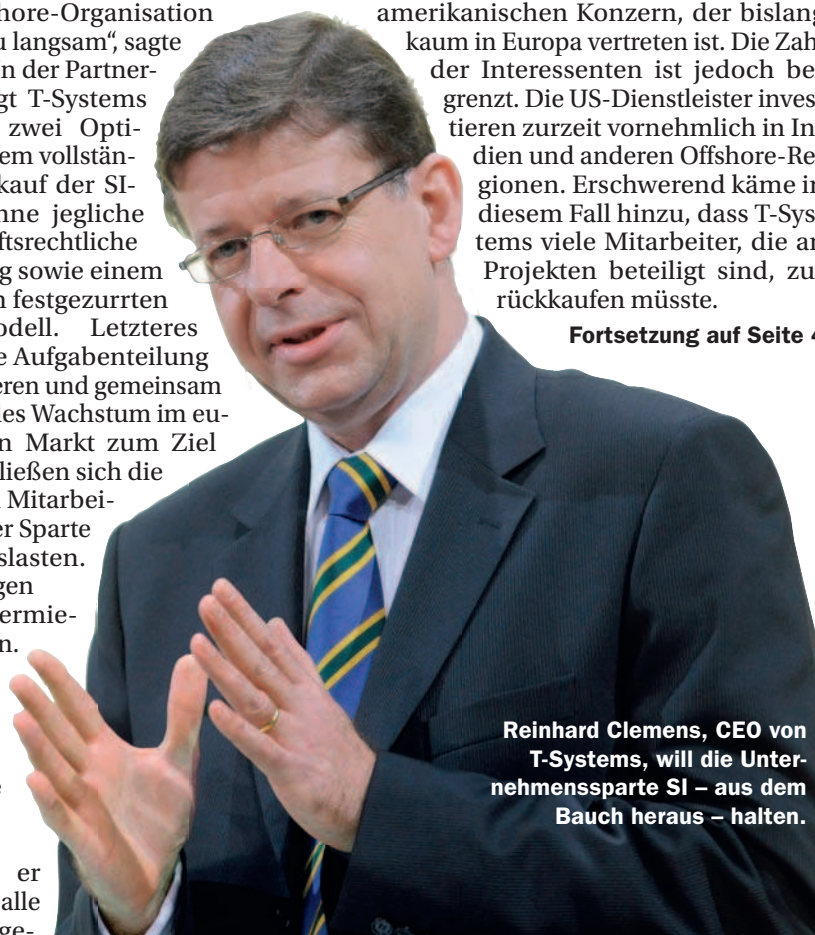 hore-Organisation
u langsam“, sagte
n der Partner-
gt T-Systems
zwei Opti-
em vollstän-
kauf der SI-
nne jegliche
ftsrechtliche
g sowie einem
n festgezurrten
odell. Letzteres
e Aufgabenteilung
eren und gemeinsam
les Wachstum im eu-
n Markt zum Ziel
ließen sich die
Mitarbei-
er Sparte
slasten.
gen
ermie-
n.
e
er
alle
ge-
amerikanischen Konzern, der bislang
kaum in Europa vertreten ist. Die Zah
der Interessenten ist jedoch be
grenzt. Die US-Dienstleister inves
tieren zurzeit vornehmlich in In
dien und anderen Offshore-Re
gionen. Erschwerend käme in
diesem Fall hinzu, dass T-Sys
tems viele Mitarbeiter, die an
Projekten beteiligt sind, zu
rückkaufen müsste.
Fortsetzung auf Seite 4
Reinhard Clemens, CEO von
T-Systems, will die Unter-
nehmenssparte SI – aus dem
Bauch heraus – halten.